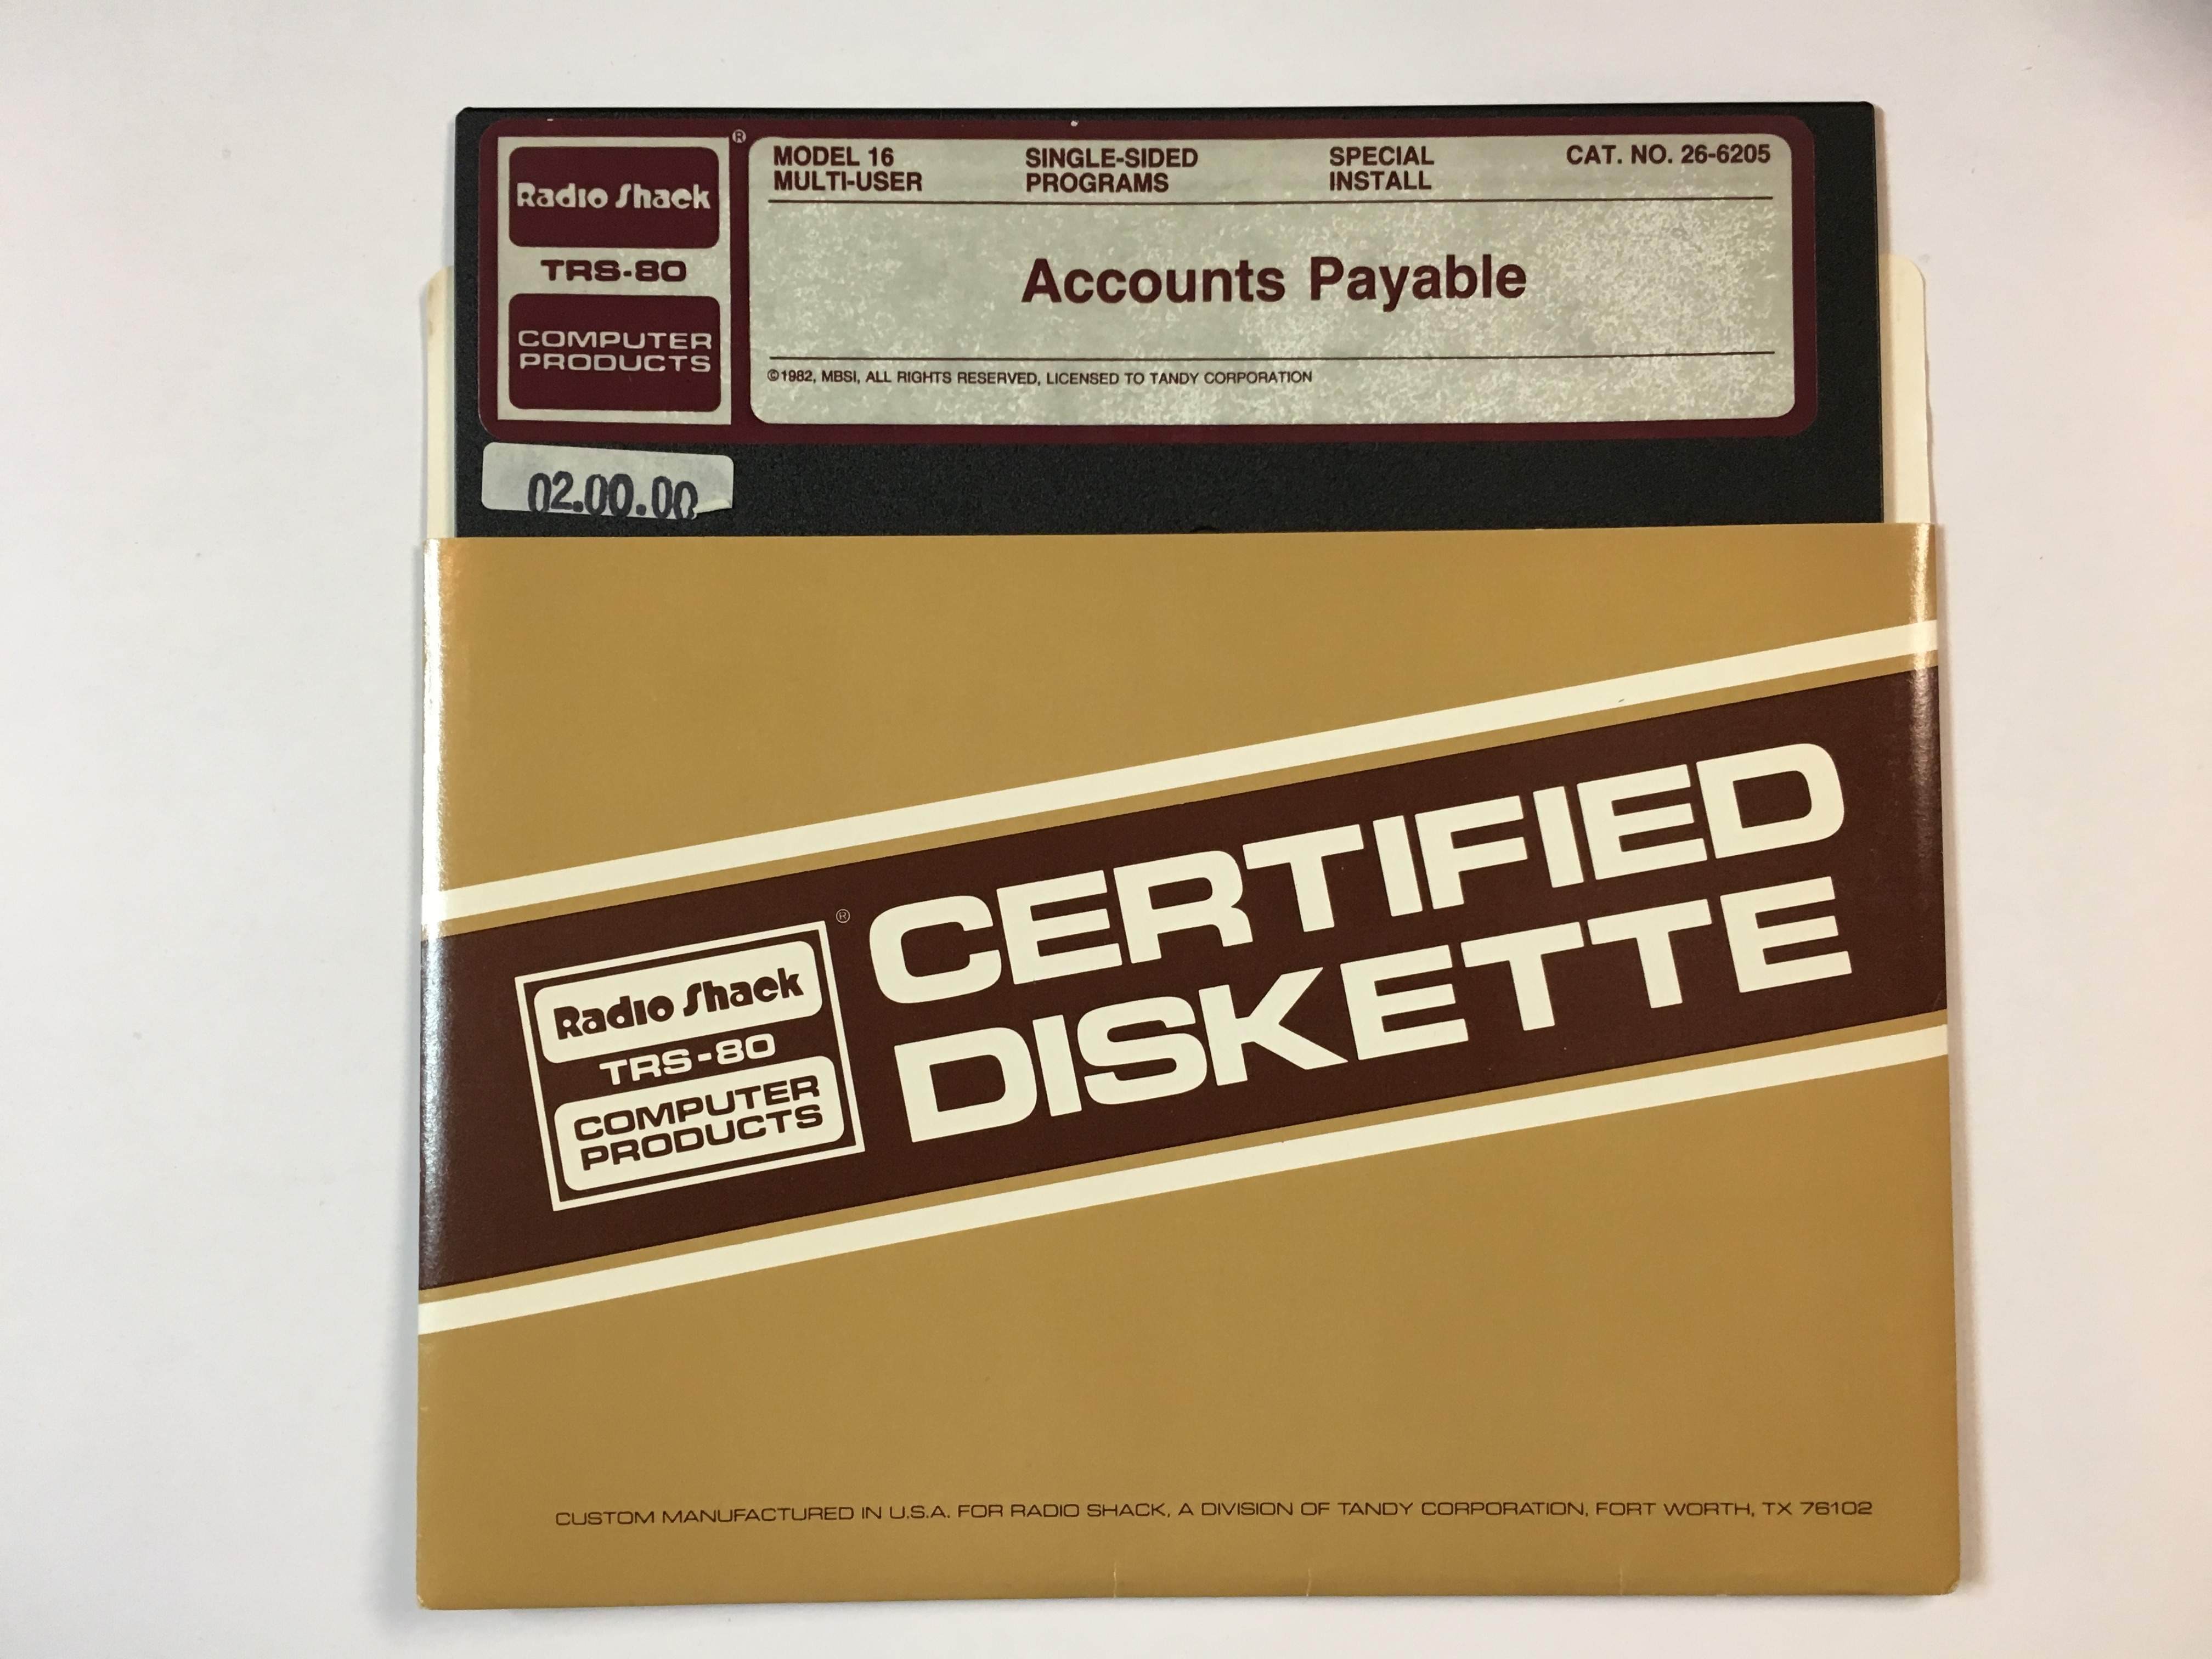 Radio Shack
®
TRS-80
COMPUTER
PRODUCTS
MODEL 16
MULTI-USER
SINGLE-SIDED
PROGRAMS
SPECIAL
INSTALL
CAT. NO. 26-6205
Accounts Payable
©1982, MBSI, ALL RIGHTS RESERVED, LICENSED TO TANDY CORPORATION
02.00.00
Radio Shack
®
TRS-80
COMPUTER
PRODUCTS
CERTIFIED
DISKETTE
CUSTOM MANUFACTURED IN U.S.A. FOR RADIO SHACK, A DIVISION OF TANDY CORPORATION, FORT WORTH, TX 76102